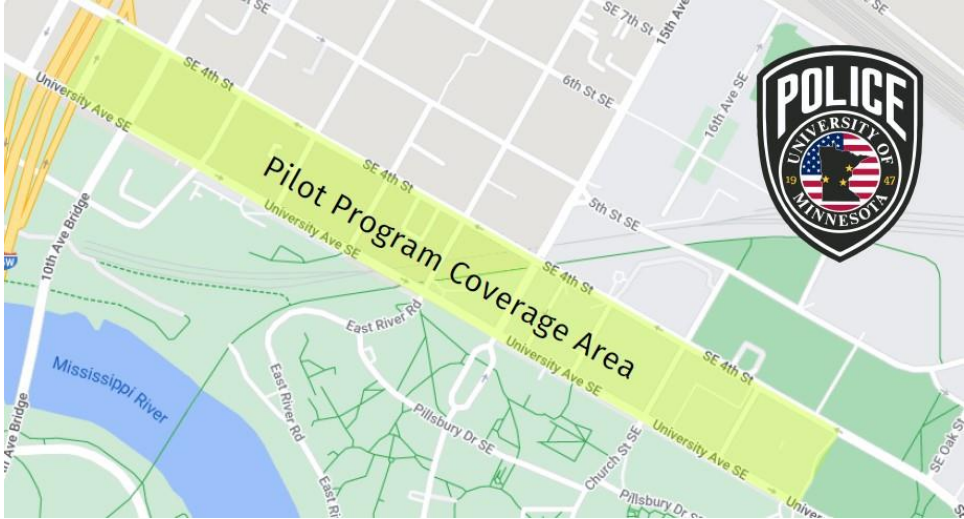 SE 7th St
15th Ave
SE 4th St
6th St SE
16th Ave SE
University Ave SE
POLICE
UNIVERSITY OF
19 47
MINNESOTA
Pilot Program Coverage Area
SE 4th St
5th St SE
University Ave SE
10th Ave Bridge
SE 4th St
East River Rd
University Ave SE
SE 4th St
Mississippi River
East River Rd
Pillsbury Dr SE
Church St SE
University Ave SE
SE Oak St
Ave Bridge
Pillsbury Dr SE